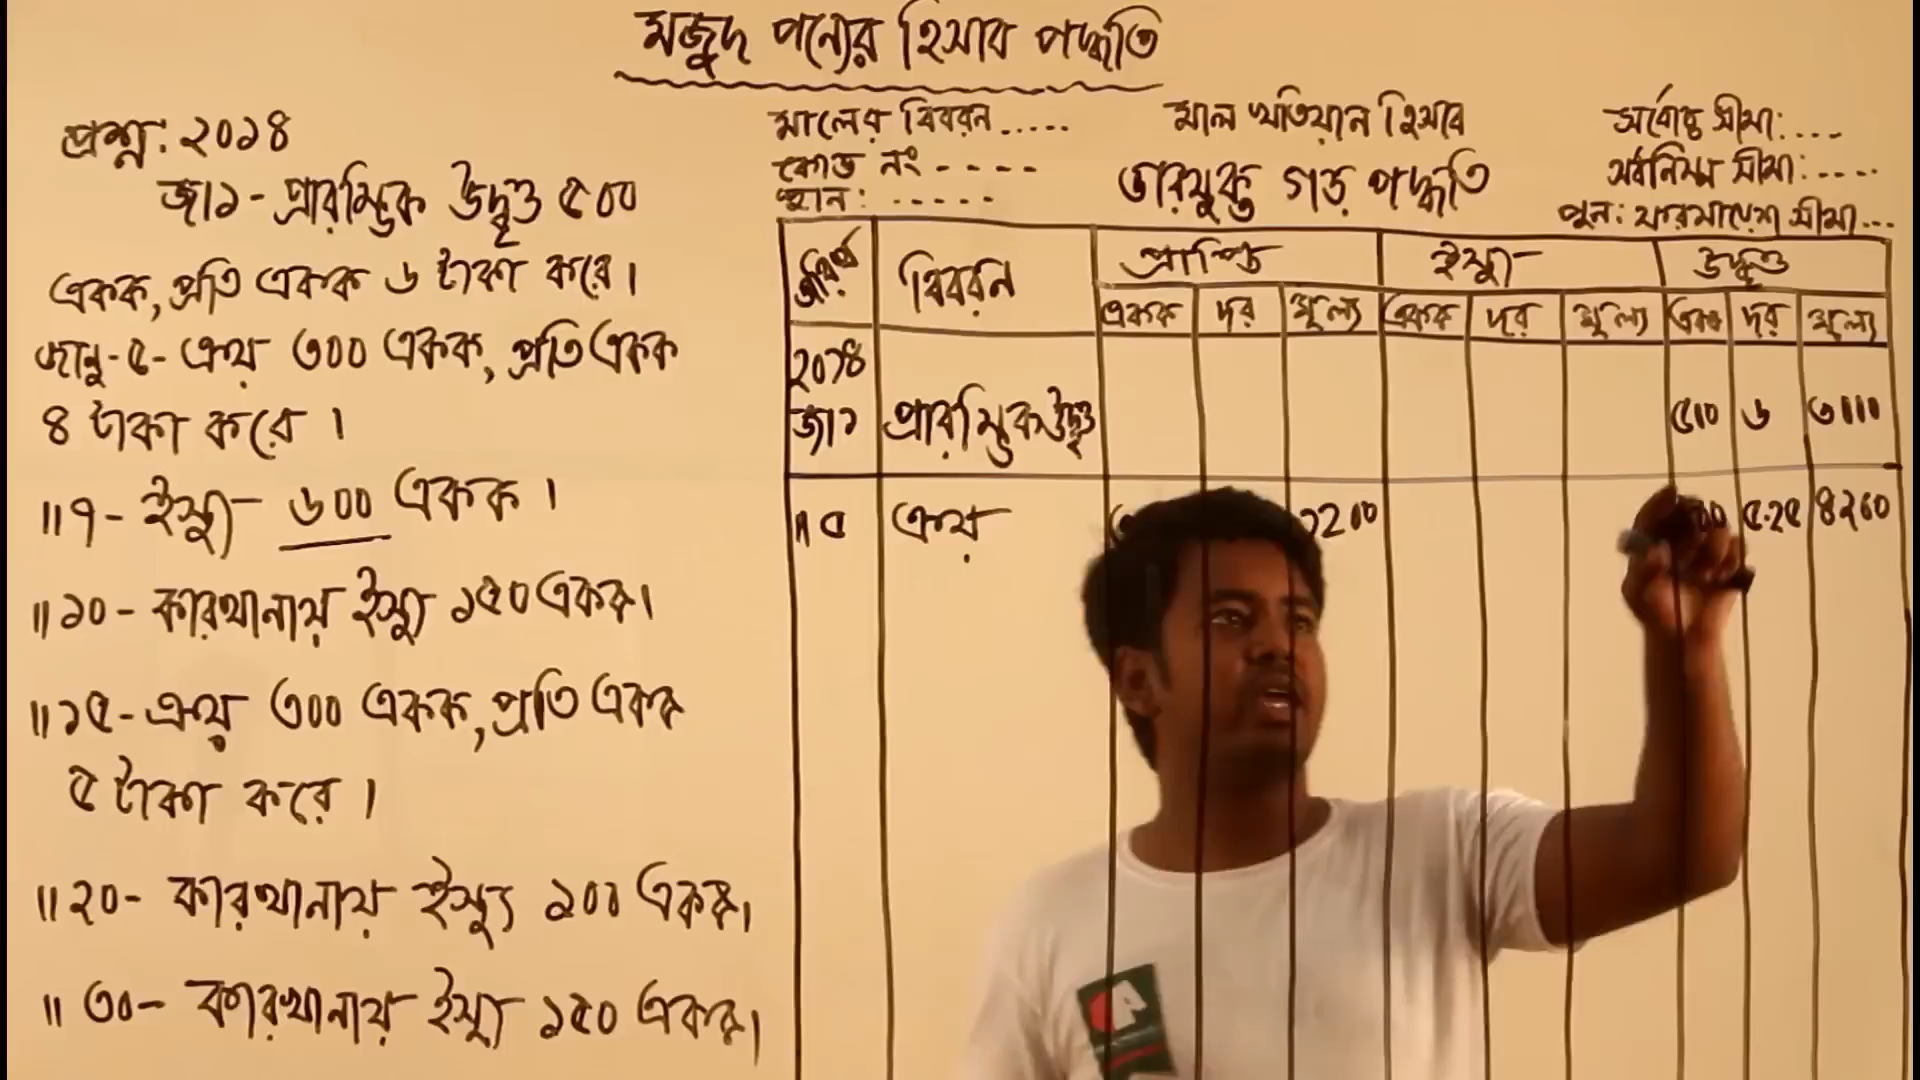 মজুদ পন্যের হিসাব পদ্ধতি
প্রশ্ন: ২০১৪
জা১-প্রারম্ভিক উদ্বৃত্ত ৫০০
একক, প্রতি একক ৬ টাকা করে।
জানু-৫- ক্রয় ৩০০ একক, প্রতি একক
৪ টাকা করে।
"৭- ইস্যু ৬০০ একক।
"১০- কারখানায় ইস্যু ১৫০ একক।
"১৫- ক্রয় ৩০০ একক, প্রতি একক
৫ টাকা করে।
"২০- কারখানায় ইস্যু ১০০ একক।
"৩০- কারখানায় ইস্যু ১৫০ একক।
মালের বিবরন.....
কোড নং - - - -
স্থান: .....
মাল খতিয়ান হিসাব
ভারযুক্ত গড় পদ্ধতি
সর্বোচ্চ সীমা:....
সর্বনিম্ন সীমা:....
পুন: ফরমায়েশ সীমা...
তারিখ বিবরন প্রাপ্তি ইস্যু উদ্বৃত্ত
একক দর মূল্য একক দর মূল্য একক দর মূল্য
২০১৪
জা১ প্রারম্ভিক উদ্বৃত্ত ৫০০ ৬ ৩০০০
" ৫ ক্রয় ১২০০ ৫.২৫ ৪২০০